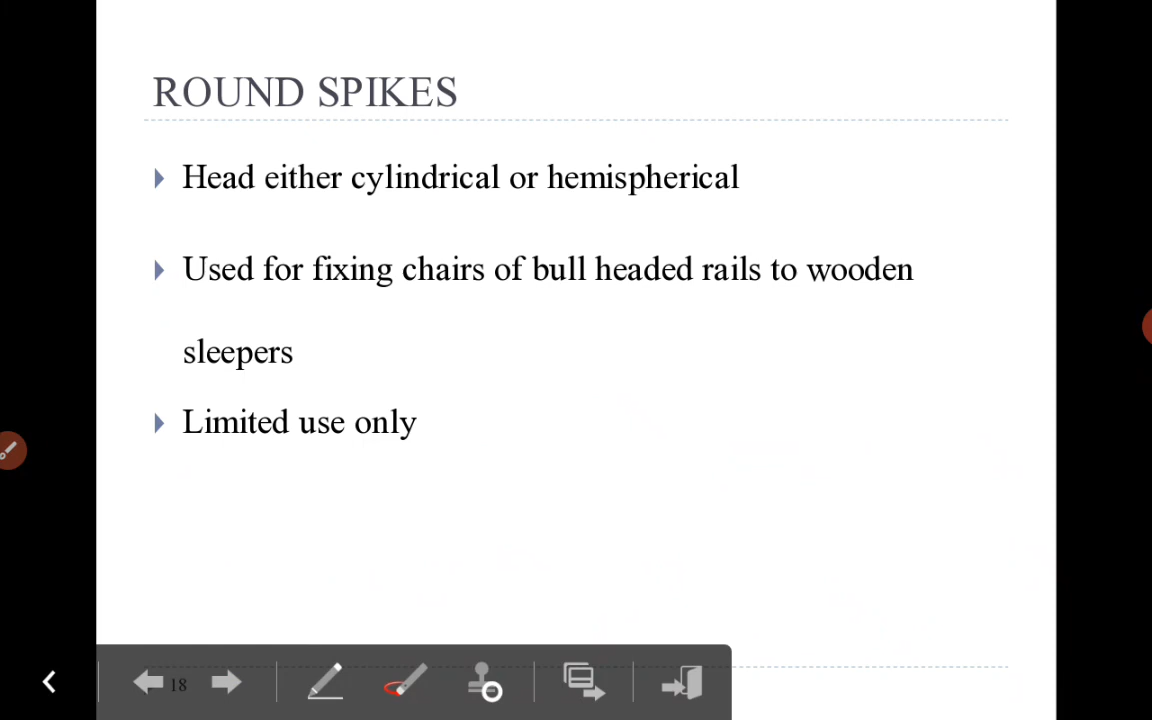 ROUND SPIKES
Head either cylindrical or hemispherical
Used for fixing chairs of bull headed rails to wooden
sleepers
Limited use only
18